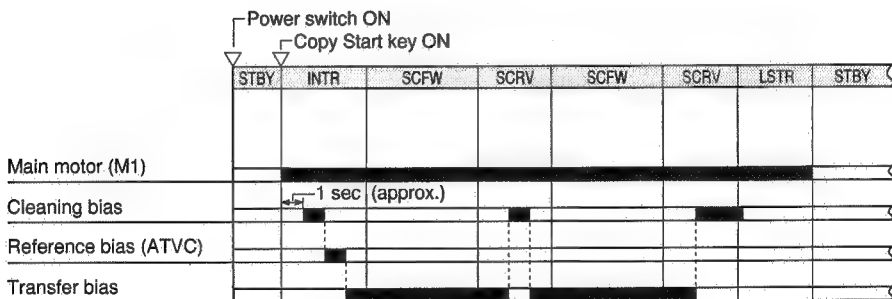 Power switch ON
Copy Start key ON
STBY INTR SCFW SCRV SCFW SCRV LSTR STBY
Main motor (M1)
1 sec (approx.)
Cleaning bias
Reference bias (ATVC)
Transfer bias